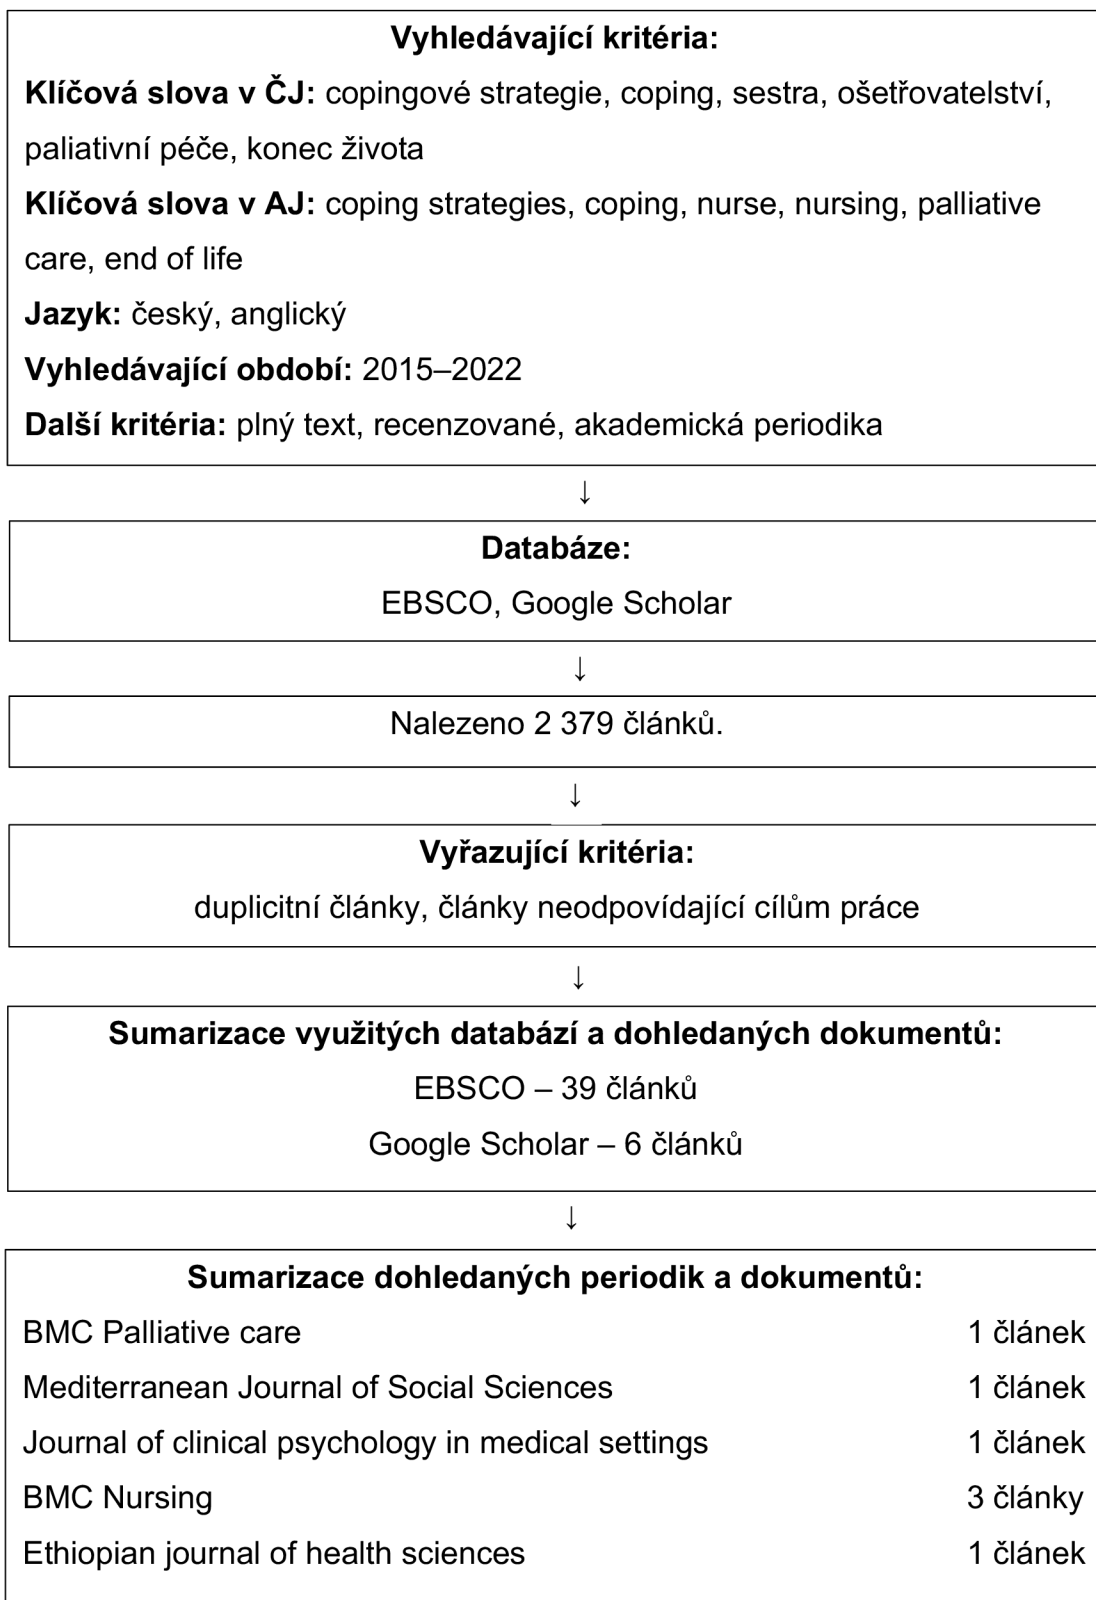 Vyhledávající kritéria:
Klíčová slova v ČJ: copingové strategie, coping, sestra, ošetřovatelství,
paliativní péče, konec života
Klíčová slova v AJ: coping strategies, coping, nurse, nursing, palliative
care, end of life
Jazyk: český, anglický
Vyhledávající období: 2015–2022
Další kritéria: plný text, recenzované, akademická periodika
↓
Databáze:
EBSCO, Google Scholar
↓
Nalezeno 2 379 článků.
↓
Vyřazující kritéria:
duplicitní články, články neodpovídající cílům práce
↓
Sumarizace využitých databází a dohledaných dokumentů:
EBSCO – 39 článků
Google Scholar – 6 článků
↓
Sumarizace dohledaných periodik a dokumentů:
BMC Palliative care 1 článek
Mediterranean Journal of Social Sciences 1 článek
Journal of clinical psychology in medical settings 1 článek
BMC Nursing 3 články
Ethiopian journal of health sciences 1 článek